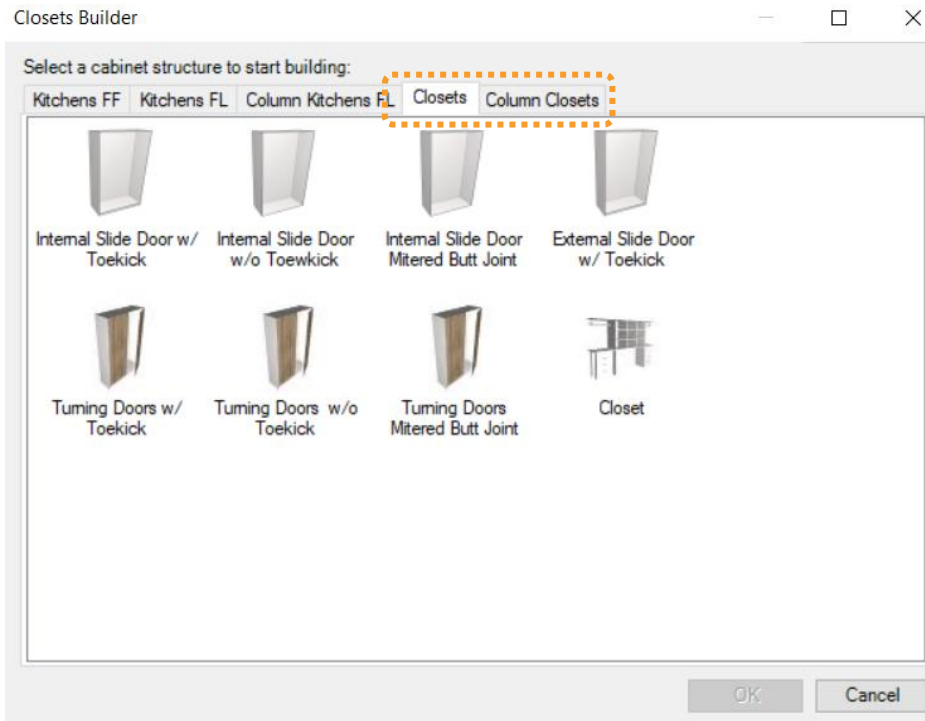 Closets Builder
Select a cabinet structure to start building:
Kitchens FF Kitchens FL Column Kitchens FL Closets Column Closets
Internal Slide Door w/ Toekick
Internal Slide Door w/o Toewkick
Internal Slide Door Mitered Butt Joint
External Slide Door w/ Toekick
Turning Doors w/ Toekick
Turning Doors w/o Toekick
Turning Doors Mitered Butt Joint
Closet
OK Cancel